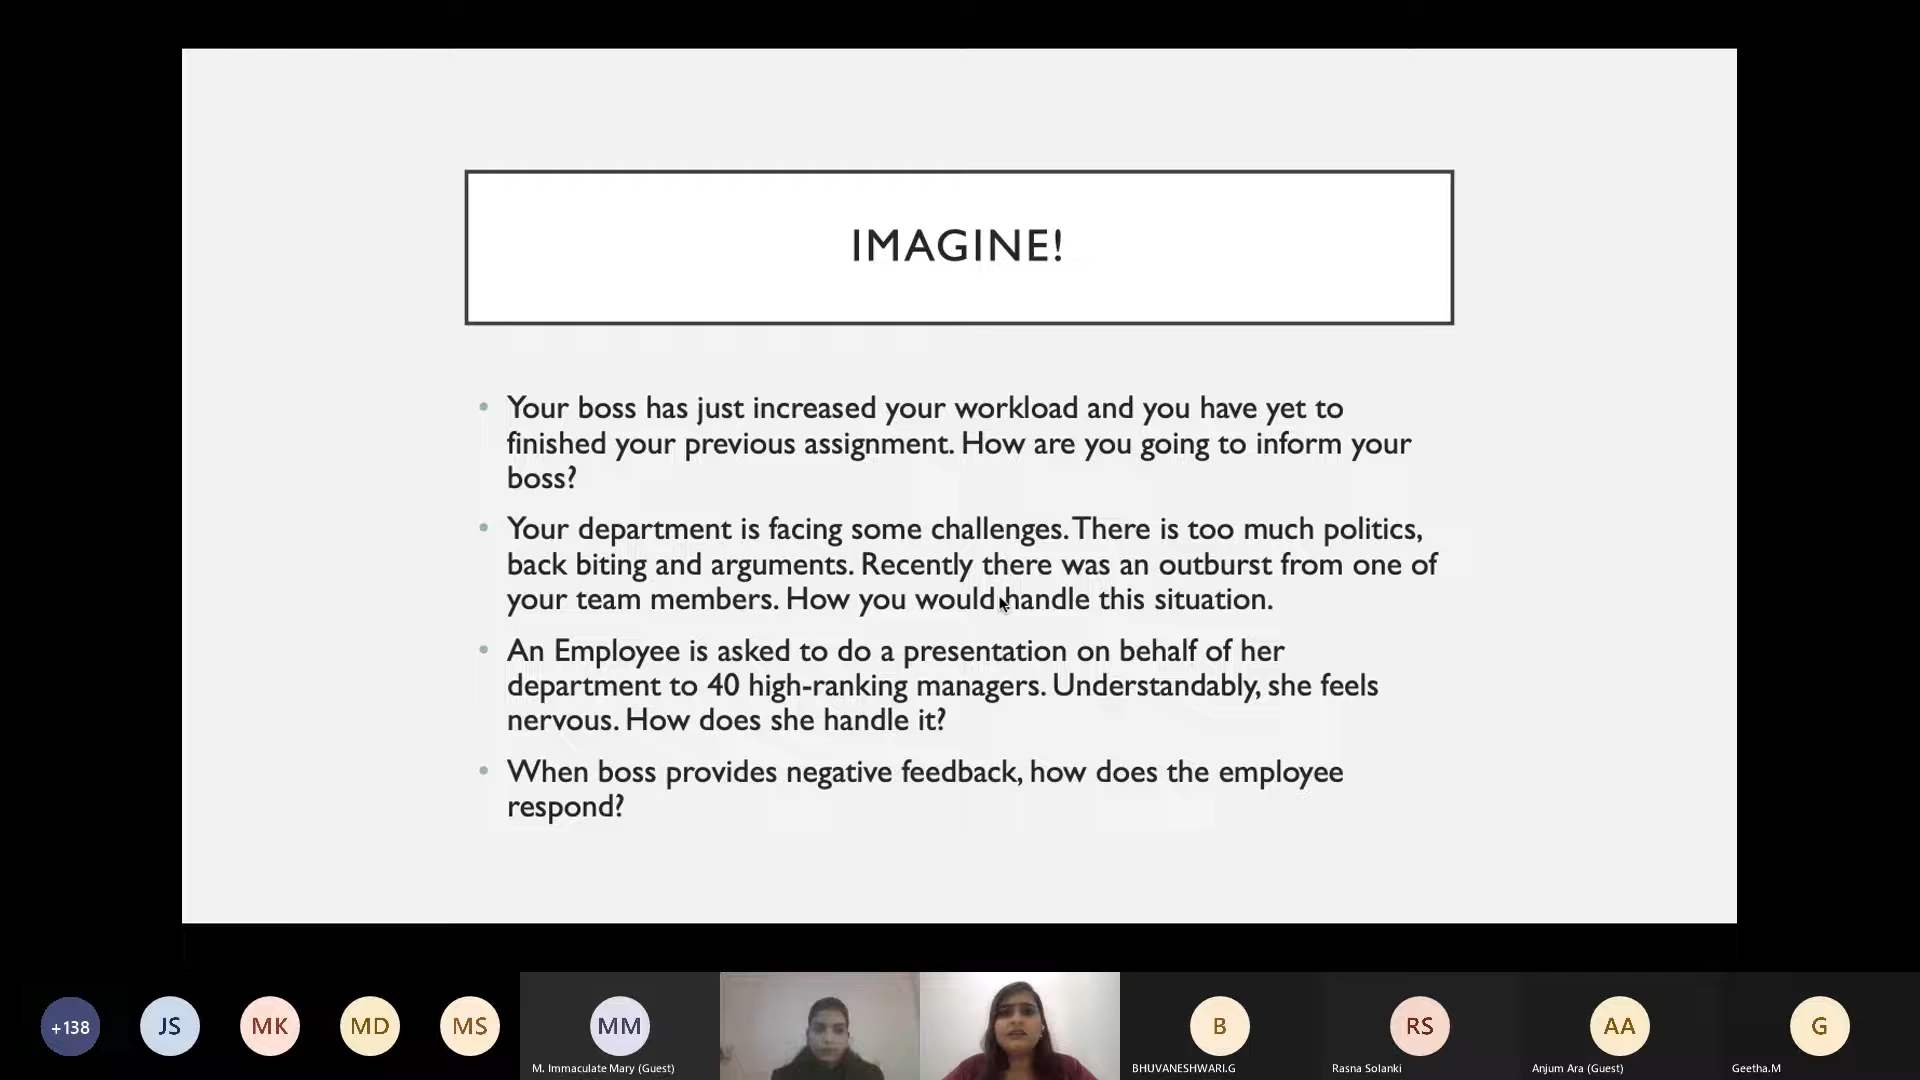 IMAGINE!
• Your boss has just increased your workload and you have yet to
finished your previous assignment. How are you going to inform your
boss?
• Your department is facing some challenges. There is too much politics,
back biting and arguments. Recently there was an outburst from one of
your team members. How you would handle this situation.
• An Employee is asked to do a presentation on behalf of her
department to 40 high-ranking managers. Understandably, she feels
nervous. How does she handle it?
• When boss provides negative feedback, how does the employee
respond?
+138 JS MK MD MS MM B RS AA G
M. Immaculate Mary (Guest) BHUVANESHWARI.G Rasna Solanki Anjum Ara (Guest) Geetha.M